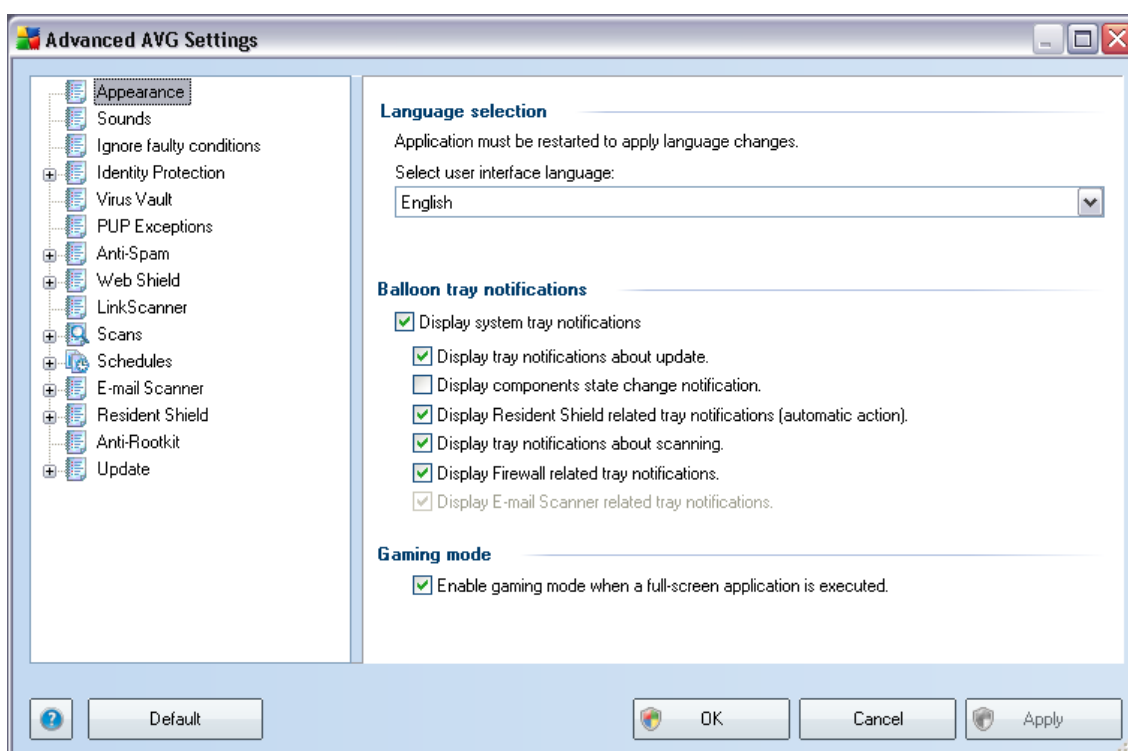 Advanced AVG Settings
Appearance
Sounds
Ignore faulty conditions
Identity Protection
Virus Vault
PUP Exceptions
Anti-Spam
Web Shield
LinkScanner
Scans
Schedules
E-mail Scanner
Resident Shield
Anti-Rootkit
Update
Language selection
Application must be restarted to apply language changes.
Select user interface language:
English
Balloon tray notifications
Display system tray notifications
Display tray notifications about update.
Display components state change notification.
Display Resident Shield related tray notifications (automatic action).
Display tray notifications about scanning.
Display Firewall related tray notifications.
Display E-mail Scanner related tray notifications.
Gaming mode
Enable gaming mode when a full-screen application is executed.
? Default OK Cancel Apply